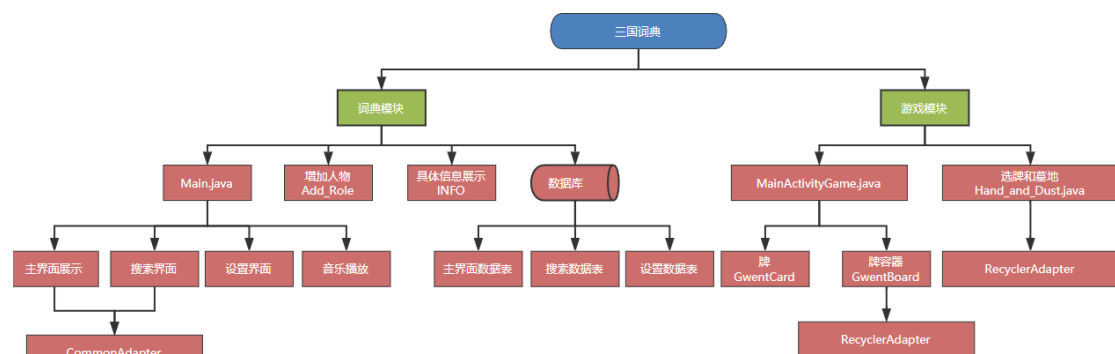 三国词典
词典模块
游戏模块
Main.java
增加人物
Add_Role
具体信息展示
INFO
数据库
MainActivityGame.java
选牌和墓地
Hand_and_Dust.java
主界面展示
搜索界面
设置界面
音乐播放
主界面数据表
搜索数据表
设置数据表
牌
GwentCard
牌容器
GwentBoard
RecyclerAdapter
CommonAdapter
RecyclerAdapter